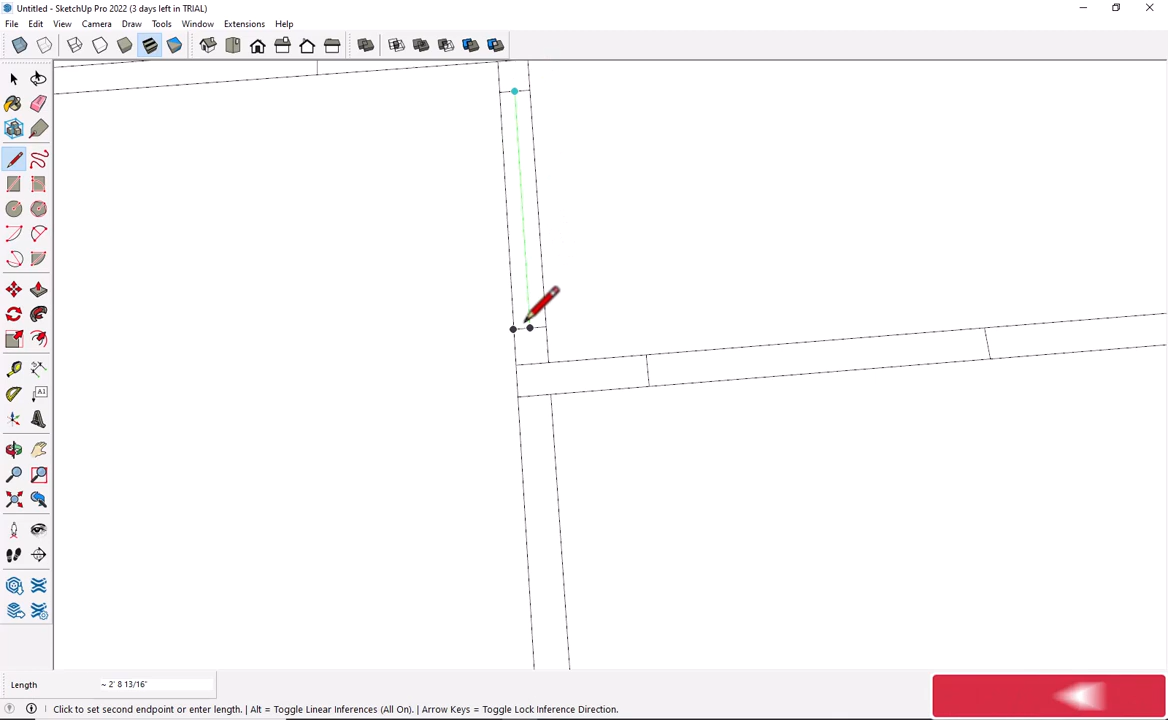 Untitled - SketchUp Pro 2022 (3 days left in TRIAL)
File Edit View Camera Draw Tools Window Extensions Help
A1
Length ~ 2' 8 13/16"
Click to set second endpoint or enter length. | Alt = Toggle Linear Inferences (All On). | Arrow Keys = Toggle Lock Inference Direction.